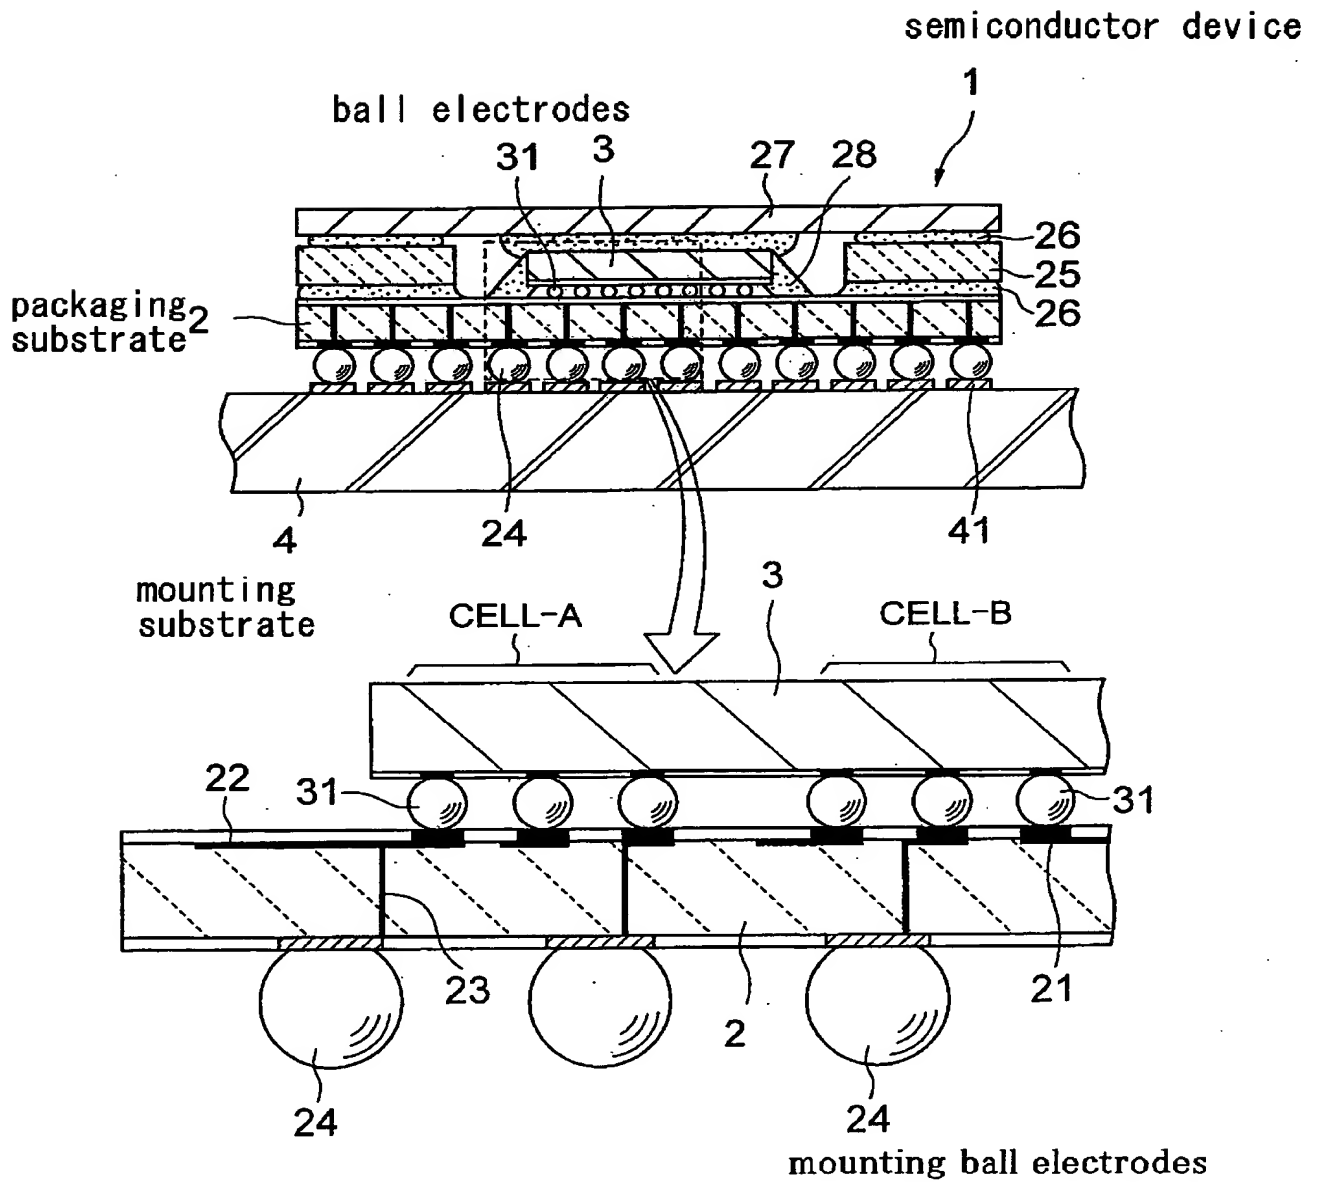 semiconductor device
1
ball electrodes
31
3
27
28
26
25
26
packaging
substrate
2
4
24
41
mounting
substrate
CELL-A
3
CELL-B
22
31
31
23
2
21
24
24
mounting ball electrodes